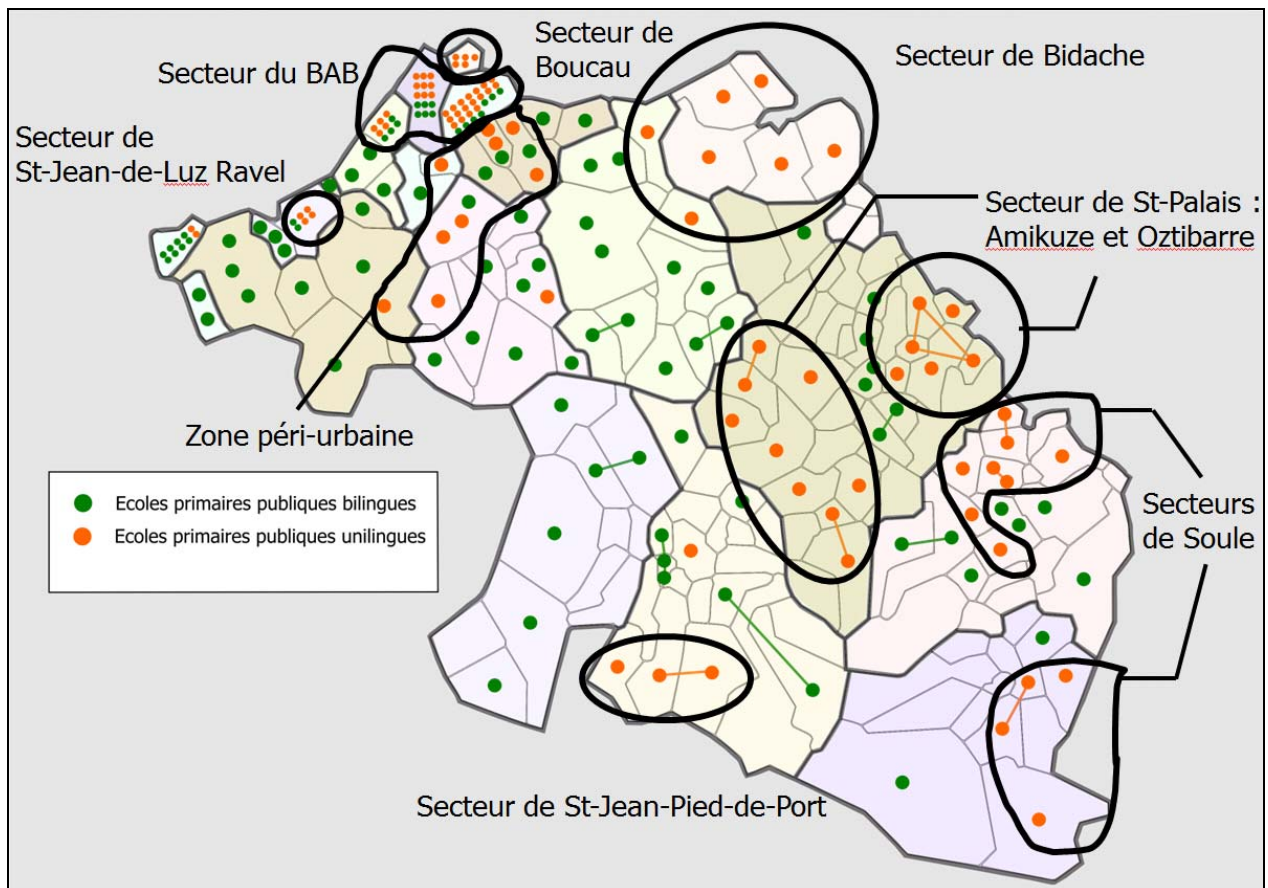 Secteur de
Boucau
Secteur de Bidache
Secteur du BAB
Secteur de
St-Jean-de-Luz Ravel
Secteur de St-Palais :
Amikuze et Oztibarre
Zone péri-urbaine
Ecoles primaires publiques bilingues
Ecoles primaires publiques unilingues
Secteurs
de Soule
Secteur de St-Jean-Pied-de-Port